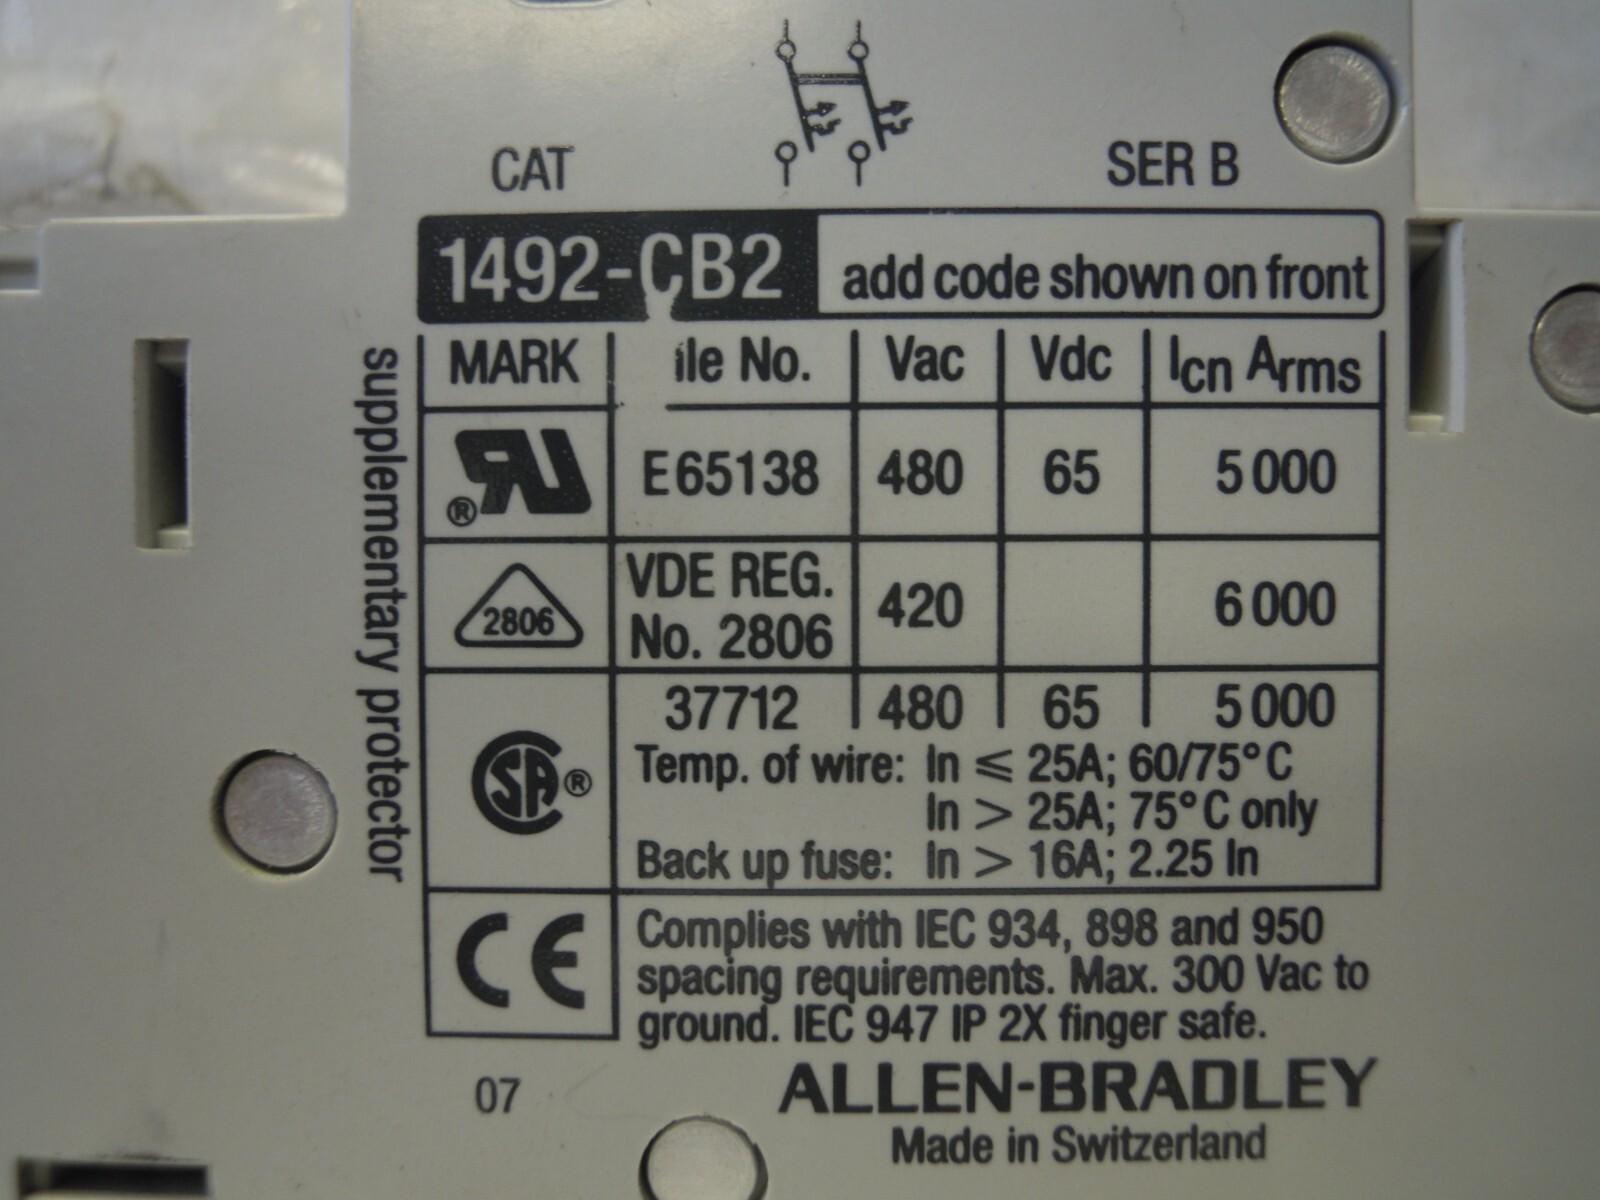 CAT SER B
1492-CB2 add code shown on front
supplementary protector
MARK ile No. Vac Vdc Icn Arms
RU ® E65138 480 65 5000
2806 VDE REG. No. 2806 420 6000
SA ® 37712 480 65 5000
Temp. of wire: In ≤ 25A; 60/75°C
In > 25A; 75°C only
Back up fuse: In > 16A; 2.25 In
CE
Complies with IEC 934, 898 and 950
spacing requirements. Max. 300 Vac to
ground. IEC 947 IP 2X finger safe.
07 ALLEN-BRADLEY
Made in Switzerland